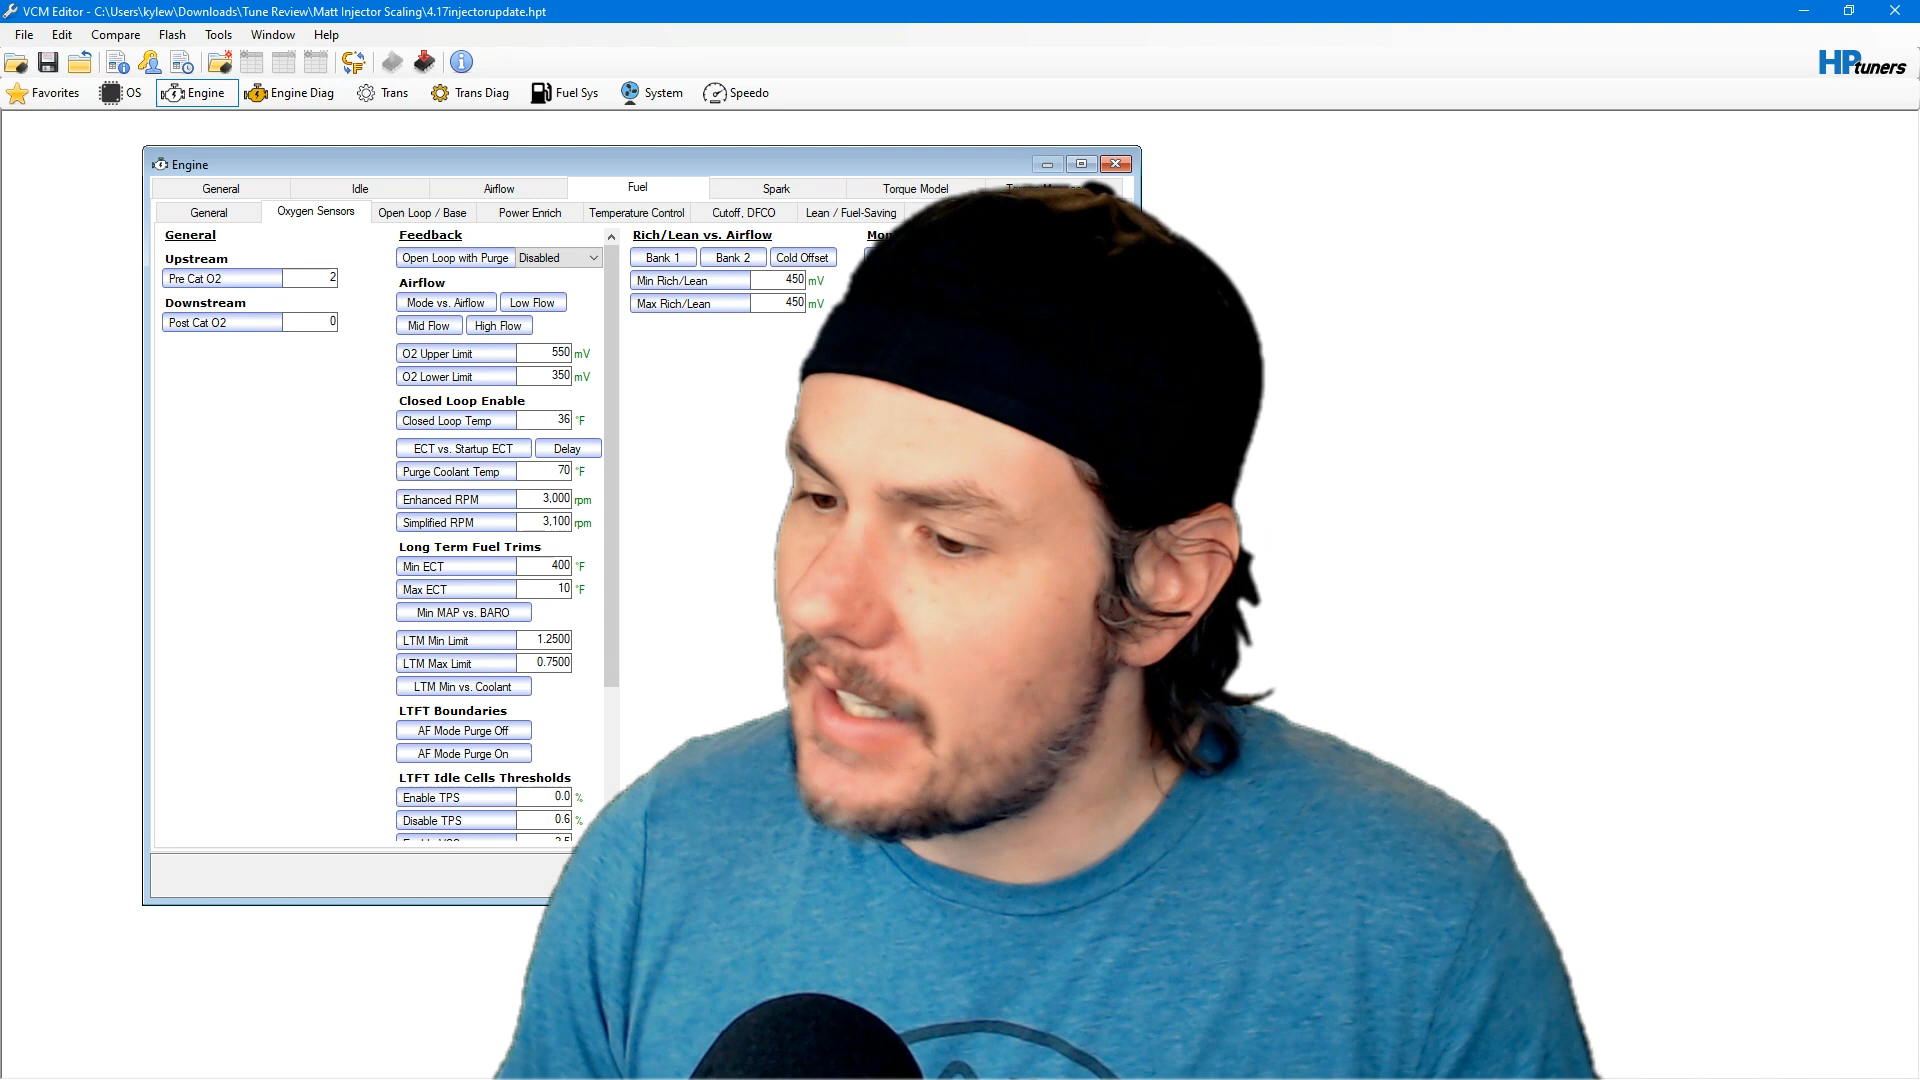 VCM Editor - C:\Users\kylew\Downloads\Tune Review\Matt Injector Scaling\4.17injectorupdate.hpt
File Edit Compare Flash Tools Window Help
HPtuners
Favorites OS Engine Engine Diag Trans Trans Diag Fuel Sys System Speedo
Engine
General Idle Airflow Fuel Spark Torque Model
General Oxygen Sensors Open Loop / Base Power Enrich Temperature Control Cutoff, DFCO Lean / Fuel-Saving
General
Upstream
Pre Cat O2 2
Downstream
Post Cat O2 0
Feedback
Open Loop with Purge Disabled
Airflow
Mode vs. Airflow Low Flow
Mid Flow High Flow
O2 Upper Limit 550 mV
O2 Lower Limit 350 mV
Closed Loop Enable
Closed Loop Temp 36 °F
ECT vs. Startup ECT Delay
Purge Coolant Temp 70 °F
Enhanced RPM 3,000 rpm
Simplified RPM 3,100 rpm
Long Term Fuel Trims
Min ECT 400 °F
Max ECT 10 °F
Min MAP vs. BARO
LTM Min Limit 1.2500
LTM Max Limit 0.7500
LTM Min vs. Coolant
LTFT Boundaries
AF Mode Purge Off
AF Mode Purge On
LTFT Idle Cells Thresholds
Enable TPS 0.0 %
Disable TPS 0.6 %
Rich/Lean vs. Airflow
Bank 1 Bank 2 Cold Offset
Min Rich/Lean 450 mV
Max Rich/Lean 450 mV